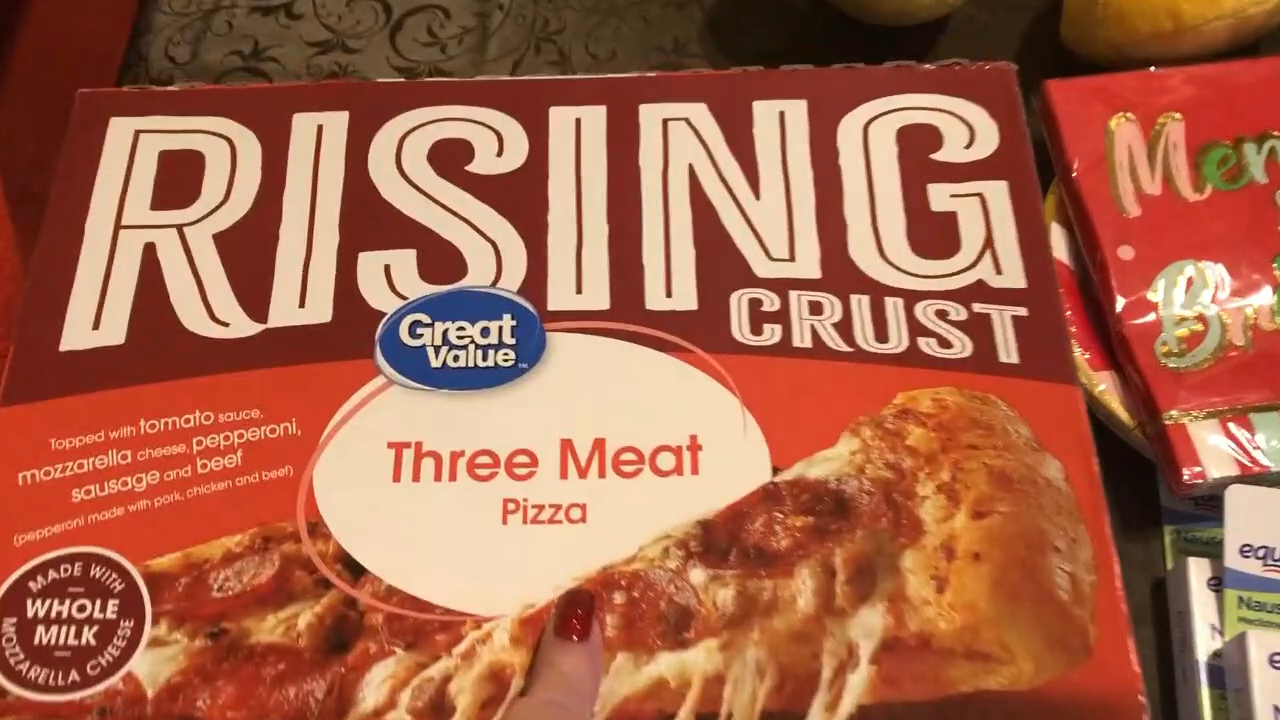 RISING
CRUST
Great
Value™
Three Meat
Pizza
Topped with tomato sauce,
mozzarella cheese, pepperoni,
sausage and beef
(pepperoni made with pork, chicken and beef)
MADE WITH
WHOLE
MILK
MOZZARELLA CHEESE